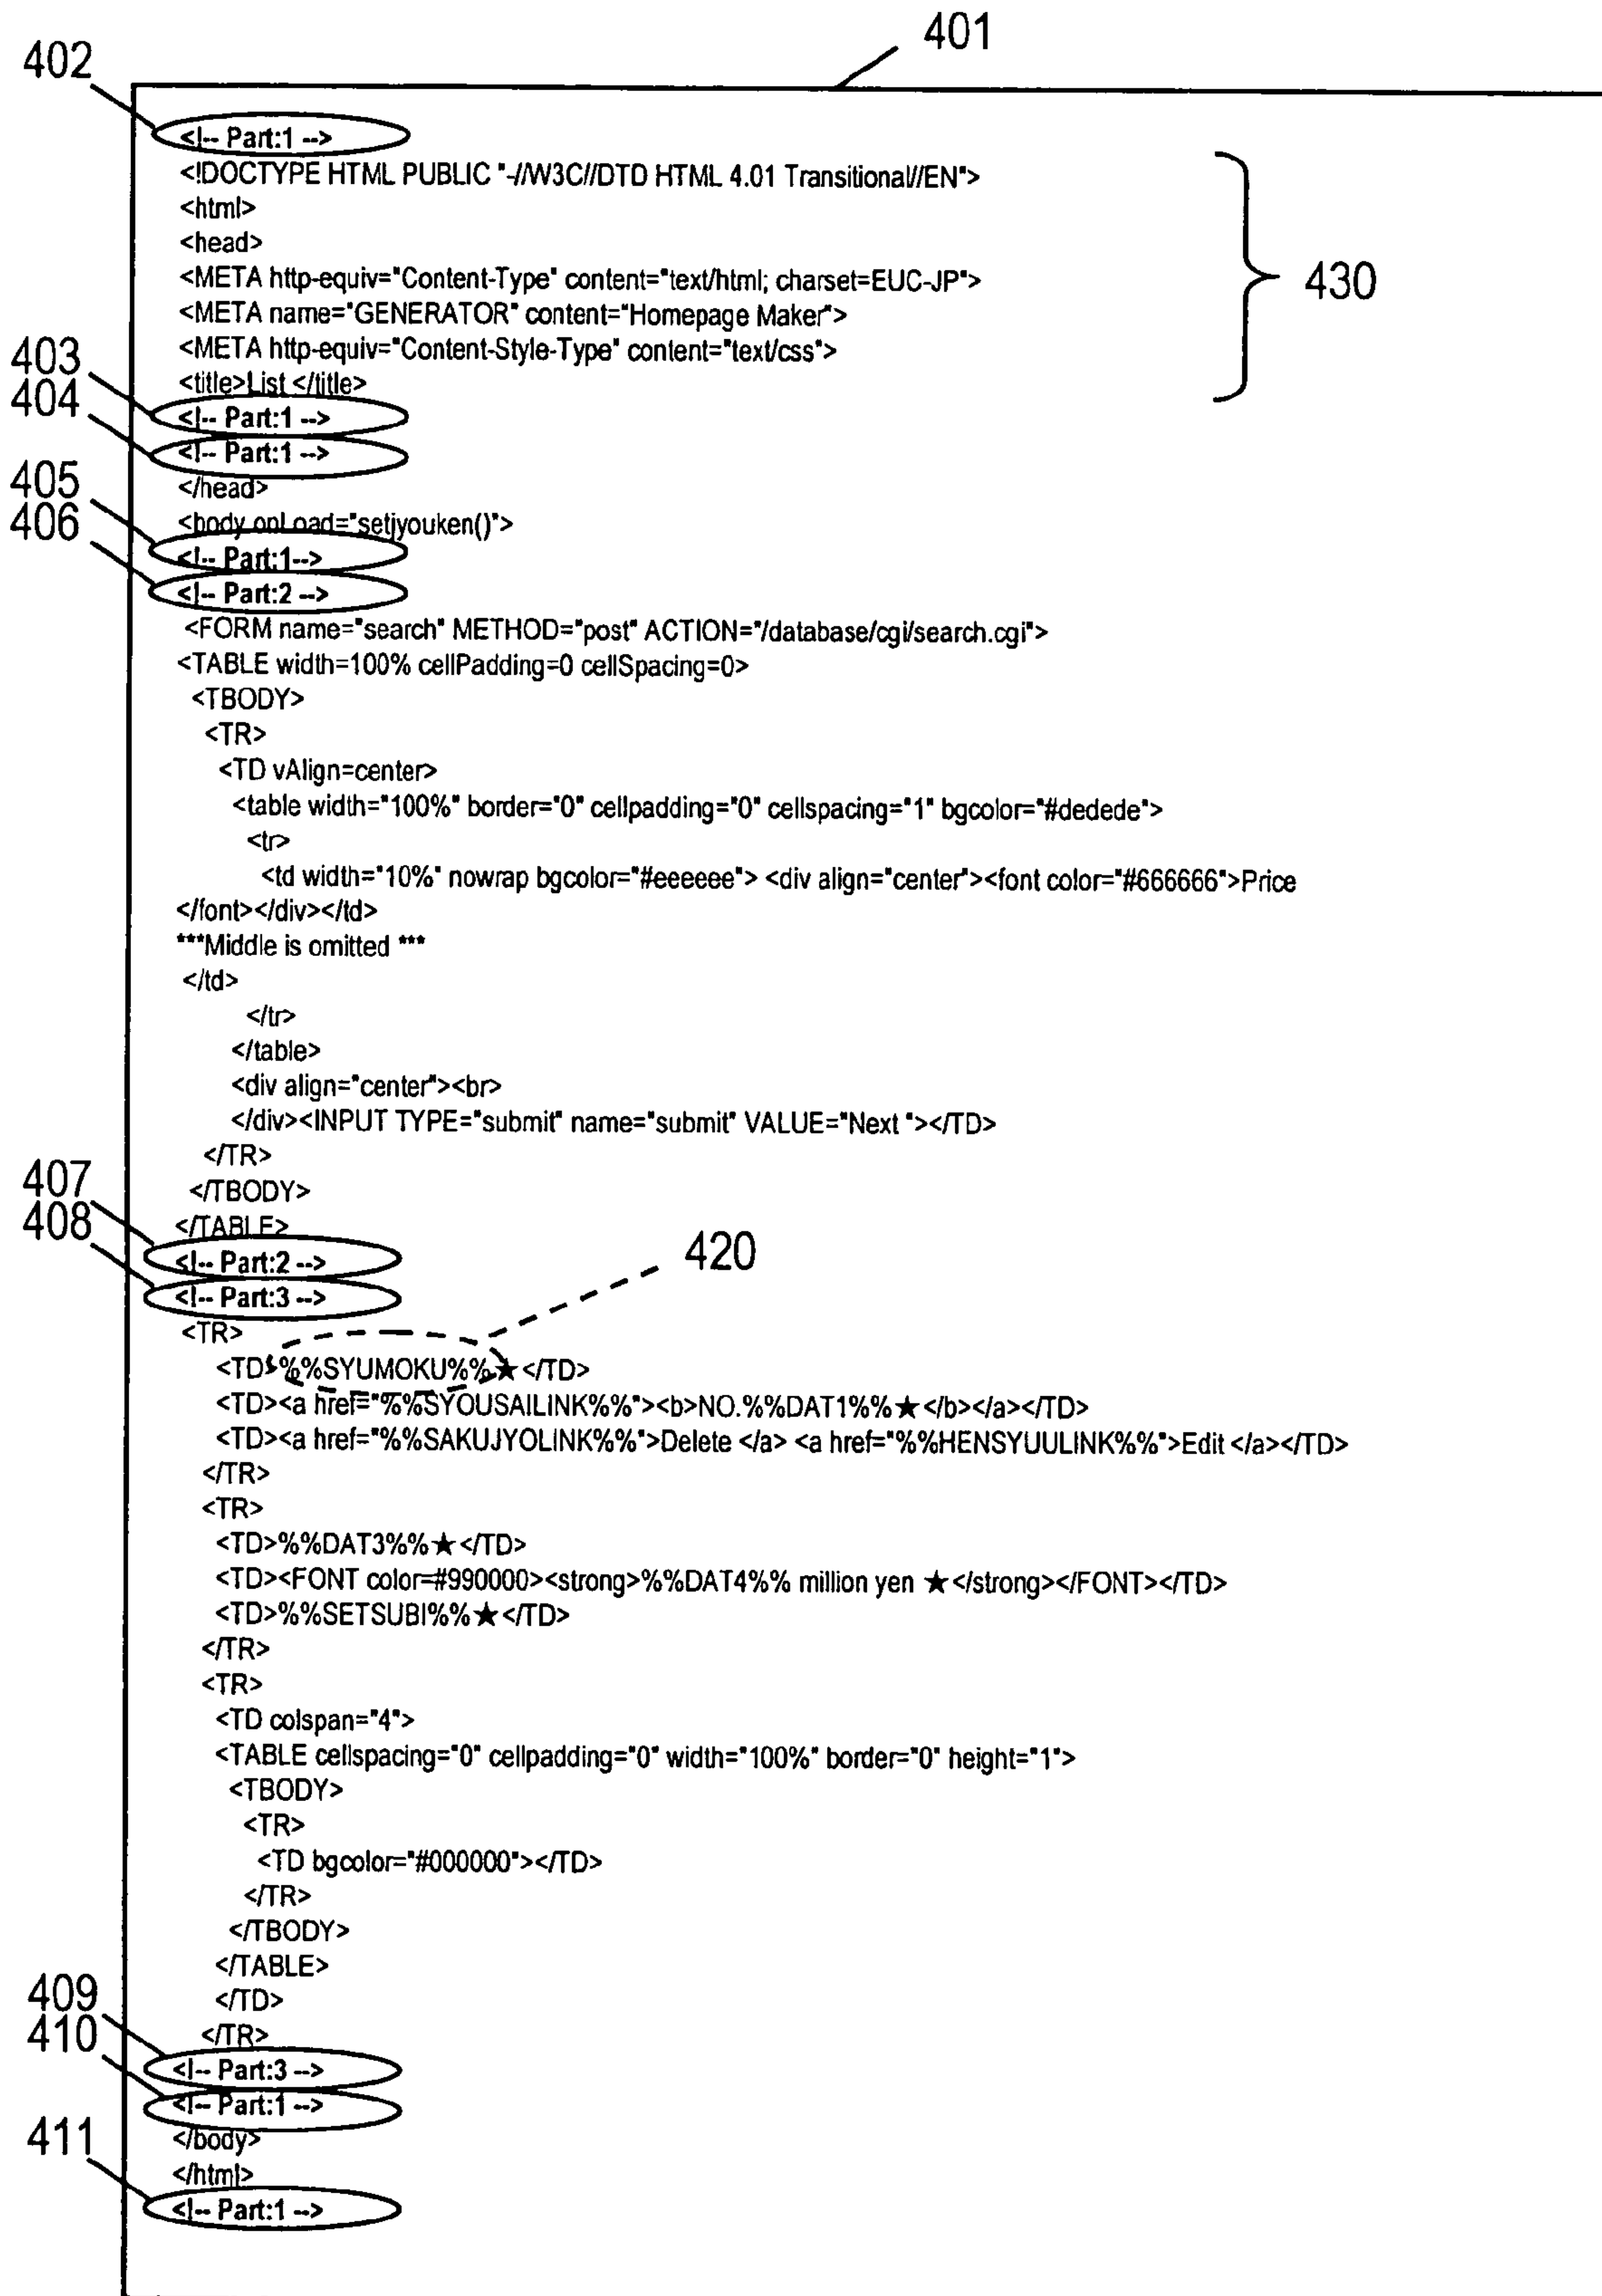 401
402
<!-- Part:1 -->
<!DOCTYPE HTML PUBLIC "-//W3C//DTD HTML 4.01 Transitional//EN">
<html>
<head>
<META http-equiv="Content-Type" content="text/html; charset=EUC-JP">
430
<META name="GENERATOR" content="Homepage Maker">
<META http-equiv="Content-Style-Type" content="text/css">
403
<title>List </title>
404
<!-- Part:1 -->
<!-- Part:1 -->
405
</head>
406
<body onLoad="setjyouken()">
<!-- Part:1-->
<!-- Part:2 -->
<FORM name="search" METHOD="post" ACTION="/database/cgi/search.cgi">
<TABLE width=100% cellPadding=0 cellSpacing=0>
<TBODY>
<TR>
<TD vAlign=center>
<table width="100%" border="0" cellpadding="0" cellspacing="1" bgcolor="#dedede">
<tr>
<td width="10%" nowrap bgcolor="#eeeeee"> <div align="center"><font color="#666666">Price
</font></div></td>
***Middle is omitted ***
</td>
</tr>
</table>
<div align="center"><br>
</div><INPUT TYPE="submit" name="submit" VALUE="Next "></TD>
</TR>
407
</TBODY>
408
</TABLE>
420
<!-- Part:2 -->
<!-- Part:3 -->
<TR>
<TD>%%SYUMOKU%%★</TD>
<TD><a href="%%SYOUSAILINK%%"><b>NO.%%DAT1%%★</b></a></TD>
<TD><a href="%%SAKUJYOLINK%%">Delete </a> <a href="%%HENSYUULINK%%">Edit </a></TD>
</TR>
<TR>
<TD>%%DAT3%%★</TD>
<TD><FONT color=#990000><strong>%%DAT4%% million yen ★</strong></FONT></TD>
<TD>%%SETSUBI%%★</TD>
</TR>
<TR>
<TD colspan="4">
<TABLE cellspacing="0" cellpadding="0" width="100%" border="0" height="1">
<TBODY>
<TR>
<TD bgcolor="#000000"></TD>
</TR>
</TBODY>
</TABLE>
409
</TD>
410
</TR>
<!-- Part:3 -->
<!-- Part:1 -->
411
</body>
</html>
<!-- Part:1 -->